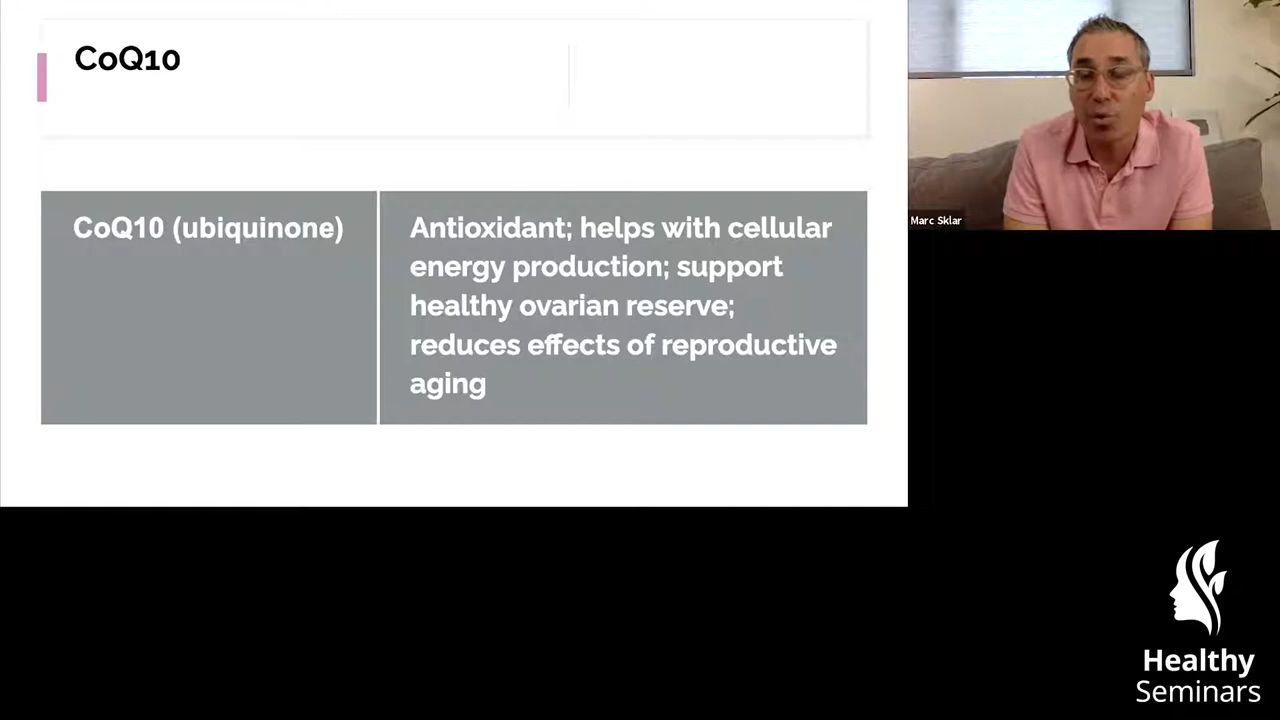 CoQ10
CoQ10 (ubiquinone)
Antioxidant; helps with cellular
energy production; support
healthy ovarian reserve;
reduces effects of reproductive
aging
Marc Sklar
Healthy
Seminars